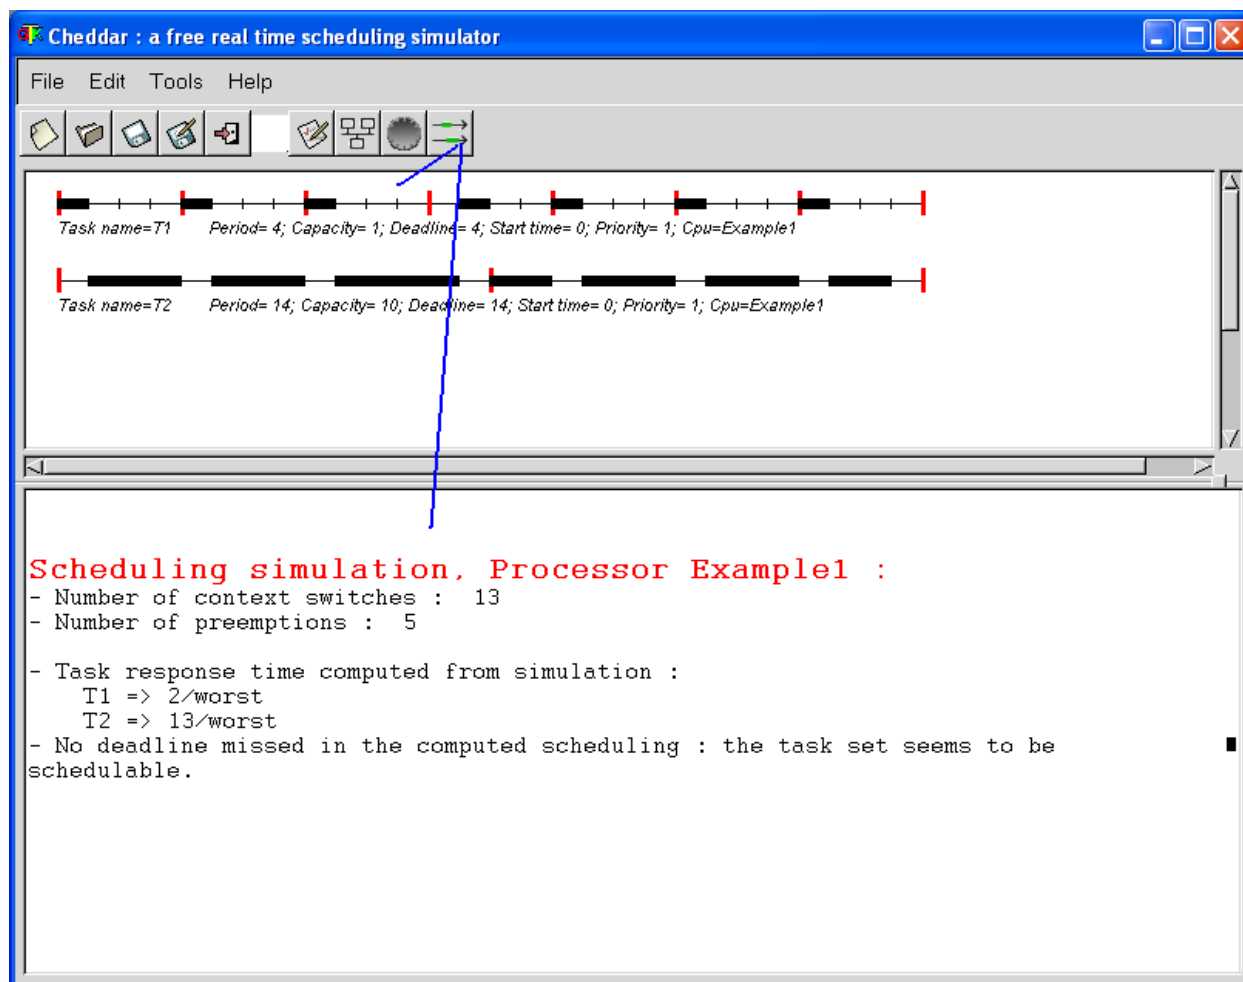 Cheddar : a free real time scheduling simulator
File Edit Tools Help
Task name=T1 Period= 4; Capacity= 1; Deadline= 4; Start time= 0; Priority= 1; Cpu=Example1
Task name=T2 Period= 14; Capacity= 10; Deadline= 14; Start time= 0; Priority= 1; Cpu=Example1
Scheduling simulation, Processor Example1 :
- Number of context switches : 13
- Number of preemptions : 5
- Task response time computed from simulation :
T1 => 2/worst
T2 => 13/worst
- No deadline missed in the computed scheduling : the task set seems to be
schedulable.